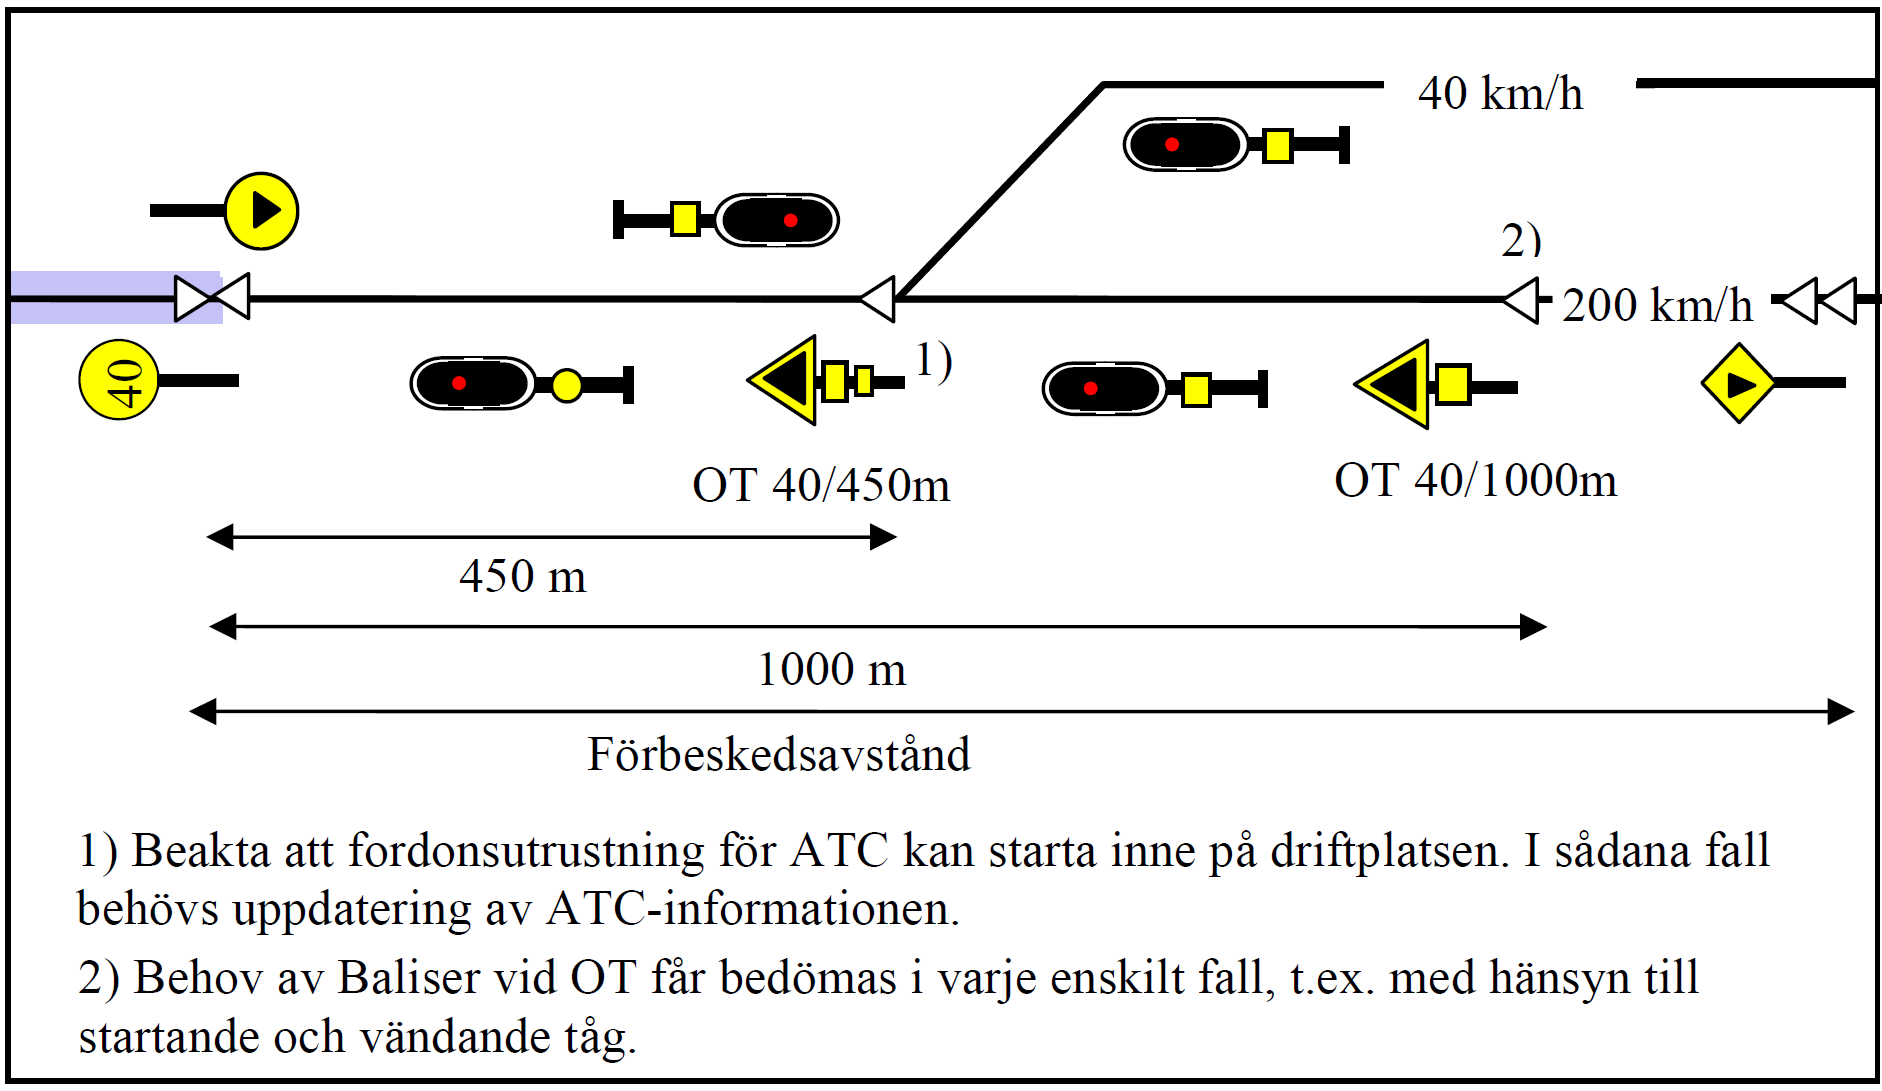 40 km/h
2)
200 km/h
40
1)
OT 40/450m
OT 40/1000m
450 m
1000 m
Förbeskedsavstånd
1) Beakta att fordonsutrustning för ATC kan starta inne på driftplatsen. I sådana fall
behövs uppdatering av ATC-informationen.
2) Behov av Baliser vid OT får bedömas i varje enskilt fall, t.ex. med hänsyn till
startande och vändande tåg.